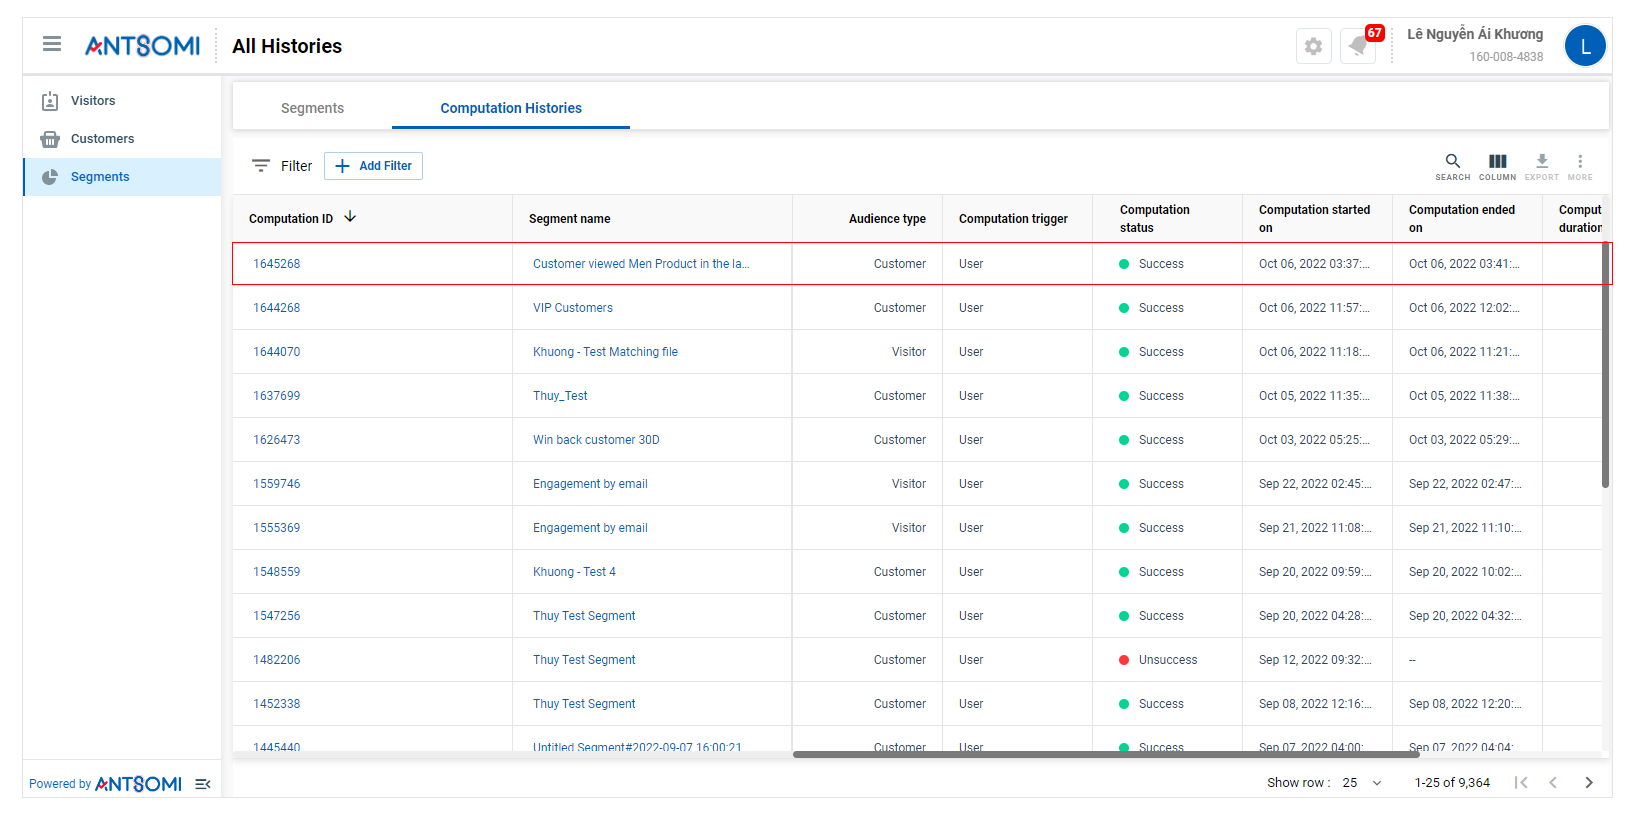 ANTSOMI
All Histories
67
Lê Nguyễn Ái Khương
160-008-4838
L
Visitors
Customers
Segments
Segments
Computation Histories
Filter
Add Filter
SEARCH
COLUMN
EXPORT
MORE
Computation ID Segment name Audience type Computation trigger Computation status Computation started on Computation ended on Comput duration
1645268 Customer viewed Men Product in the la... Customer User Success Oct 06, 2022 03:37:... Oct 06, 2022 03:41:...
1644268 VIP Customers Customer User Success Oct 06, 2022 11:57:... Oct 06, 2022 12:02:...
1644070 Khuong - Test Matching file Visitor User Success Oct 06, 2022 11:18:... Oct 06, 2022 11:21:...
1637699 Thuy_Test Customer User Success Oct 05, 2022 11:35:... Oct 05, 2022 11:38:...
1626473 Win back customer 30D Customer User Success Oct 03, 2022 05:25:... Oct 03, 2022 05:29:...
1559746 Engagement by email Visitor User Success Sep 22, 2022 02:45:... Sep 22, 2022 02:47:...
1555369 Engagement by email Visitor User Success Sep 21, 2022 11:08:... Sep 21, 2022 11:10:...
1548559 Khuong - Test 4 Customer User Success Sep 20, 2022 09:59:... Sep 20, 2022 10:02:...
1547256 Thuy Test Segment Customer User Success Sep 20, 2022 04:28:... Sep 20, 2022 04:32:...
1482206 Thuy Test Segment Customer User Unsuccess Sep 12, 2022 09:32:... --
1452338 Thuy Test Segment Customer User Success Sep 08, 2022 12:16:... Sep 08, 2022 12:20:...
1445440 Untitled Segment#2022-09-07 16:00:21 Customer User Success Sep 07, 2022 04:00:... Sep 07, 2022 04:04:...
Powered by ANTSOMI
Show row : 25
1-25 of 9,364